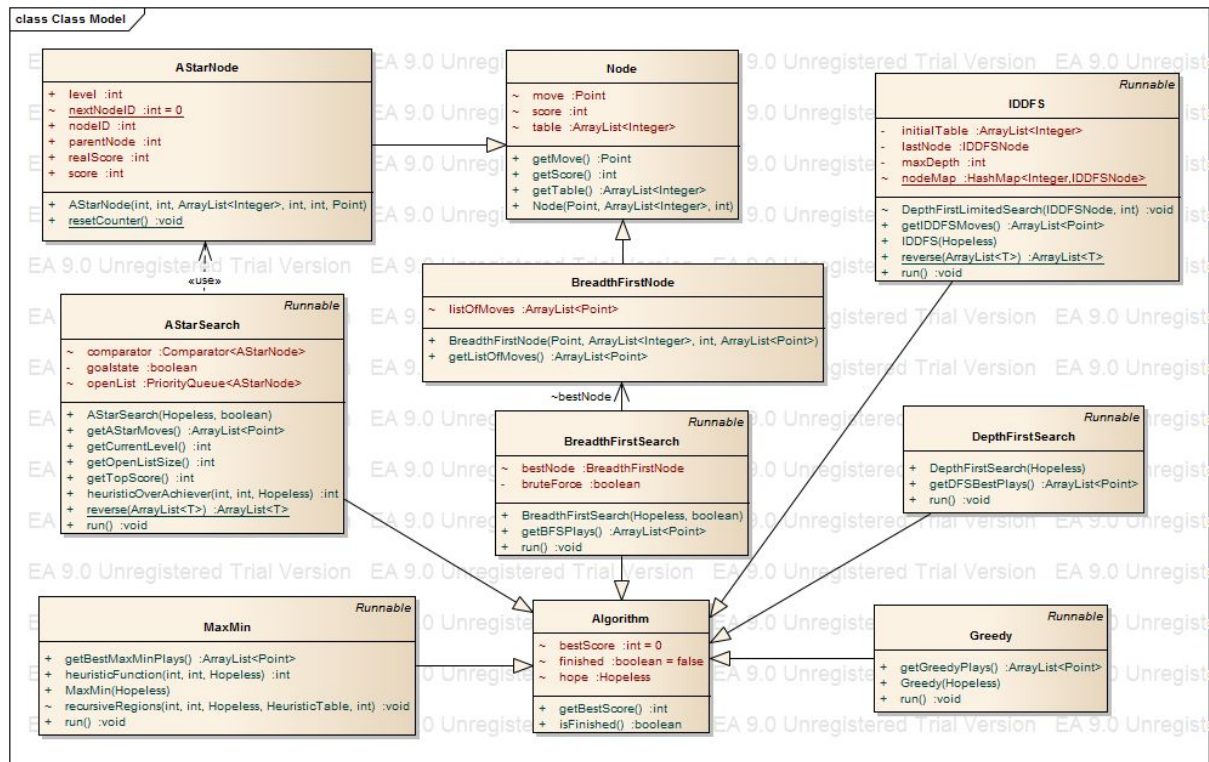 class Class Model
AStarNode
+ level :int
~ nextNodeID :int = 0
+ nodeID :int
+ parentNode :int
+ realScore :int
+ score :int
+ AStarNode(int, int, ArrayList<Integer>, int, int, Point)
+ resetCounter() :void
Node
~ move :Point
~ score :int
~ table :ArrayList<Integer>
+ getMove() :Point
+ getScore() :int
+ getTable() :ArrayList<Integer>
+ Node(Point, ArrayList<Integer>, int)
Runnable
IDDFS
- initialTable :ArrayList<Integer>
- lastNode :IDDFSNode
- maxDepth :int
~ nodeMap :HashMap<Integer,IDDFSNode>
~ DepthFirstLimitedSearch(IDDFSNode, int) :void
+ getIDDFSMoves() :ArrayList<Point>
+ IDDFS(Hopeless)
+ reverse(ArrayList<T>) :ArrayList<T>
+ run() :void
«use»
BreadthFirstNode
~ listOfMoves :ArrayList<Point>
+ BreadthFirstNode(Point, ArrayList<Integer>, int, ArrayList<Point>)
+ getListOfMoves() :ArrayList<Point>
Runnable
AStarSearch
~ comparator :Comparator<AStarNode>
- goalstate :boolean
~ openList :PriorityQueue<AStarNode>
+ AStarSearch(Hopeless, boolean)
+ getAStarMoves() :ArrayList<Point>
+ getCurrentLevel() :int
+ getOpenListSize() :int
+ getTopScore() :int
+ heuristicOverAchiever(int, int, Hopeless) :int
+ reverse(ArrayList<T>) :ArrayList<T>
+ run() :void
~bestNode
Runnable
BreadthFirstSearch
~ bestNode :BreadthFirstNode
- bruteForce :boolean
+ BreadthFirstSearch(Hopeless, boolean)
+ getBFSPlays() :ArrayList<Point>
+ run() :void
Runnable
DepthFirstSearch
+ DepthFirstSearch(Hopeless)
+ getDFSBestPlays() :ArrayList<Point>
+ run() :void
Runnable
MaxMin
+ getBestMaxMinPlays() :ArrayList<Point>
+ heuristicFunction(int, int, Hopeless) :int
+ MaxMin(Hopeless)
~ recursiveRegions(int, int, Hopeless, HeuristicTable, int) :void
+ run() :void
Algorithm
~ bestScore :int = 0
~ finished :boolean = false
~ hope :Hopeless
+ getBestScore() :int
+ isFinished() :boolean
Runnable
Greedy
+ getGreedyPlays() :ArrayList<Point>
+ Greedy(Hopeless)
+ run() :void
EA 9.0 Unregistered Trial Version